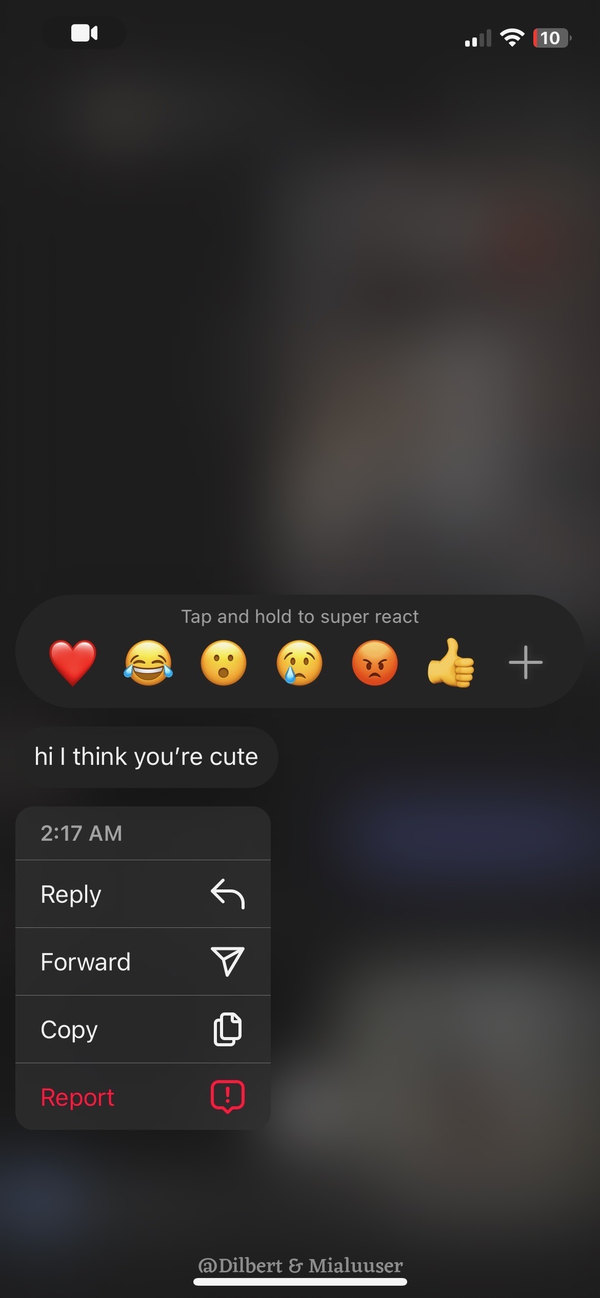 10
Tap and hold to super react
hi I think you’re cute
2:17 AM
Reply
Forward
Copy
Report
@Dilbert & Mialuuser